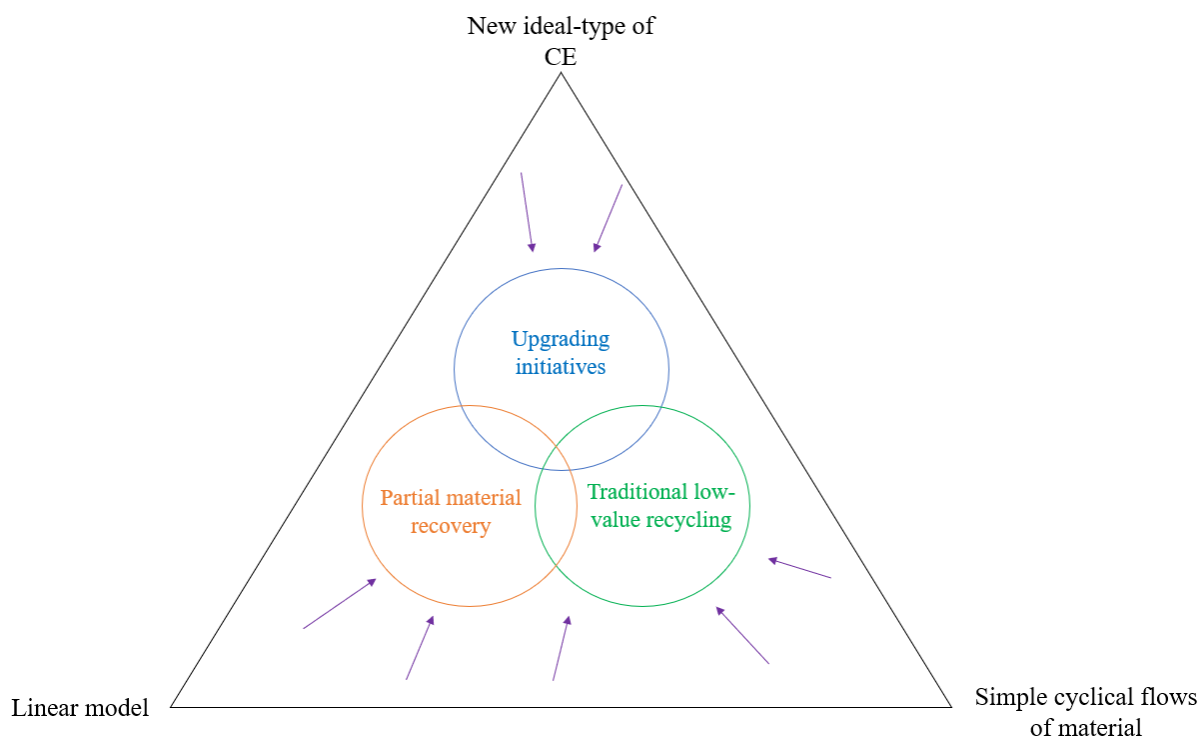 New ideal-type of
CE
Upgrading
initiatives
Partial material
recovery
Traditional low-
value recycling
Linear model
Simple cyclical flows
of material